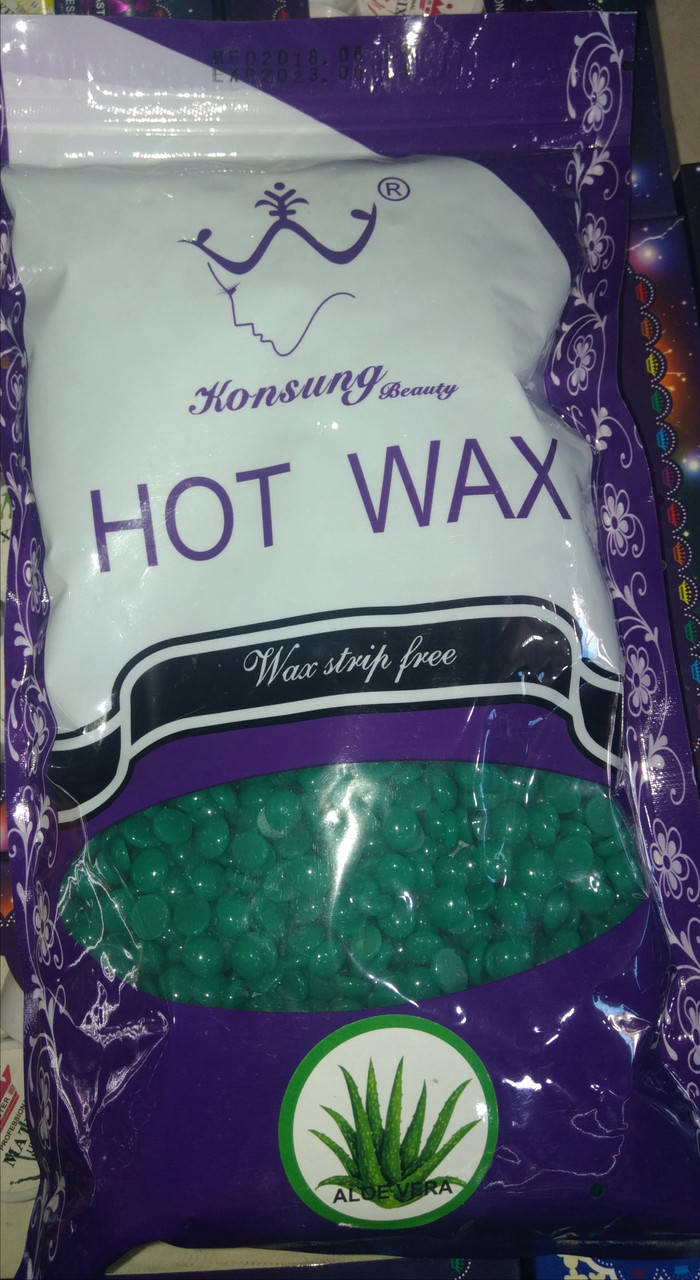 ®
Konsung Beauty
HOT WAX
Wax strip free
ALOE VERA